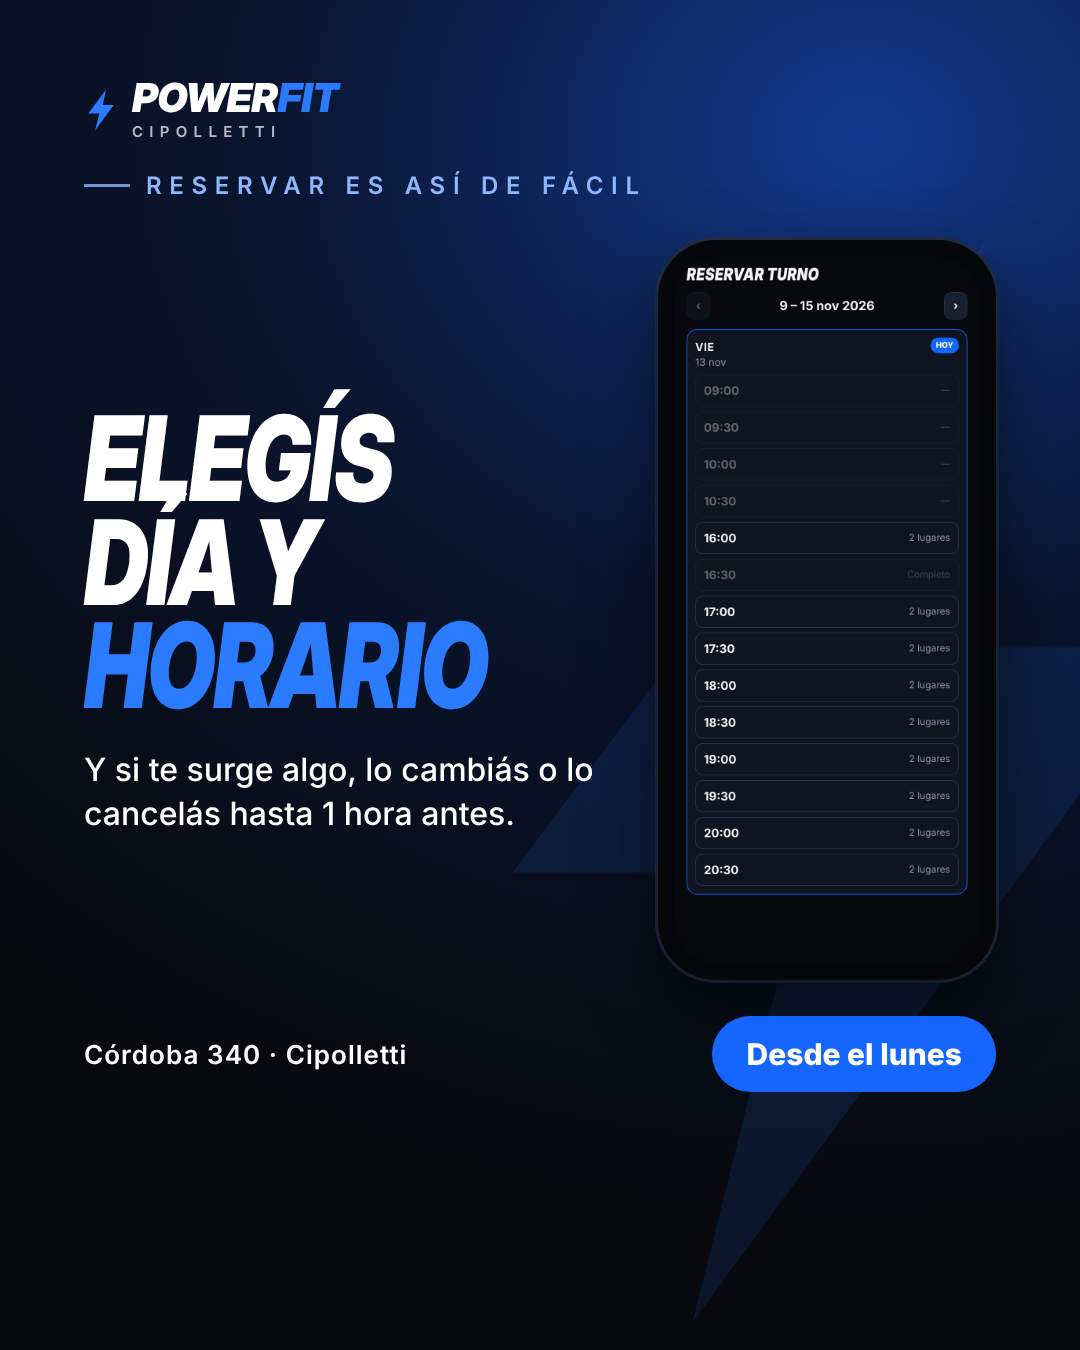 POWERFIT
CIPOLLETTI
RESERVAR ES ASÍ DE FÁCIL
RESERVAR TURNO
‹ 9 – 15 nov 2026 ›
VIE HOY
13 nov
09:00 —
09:30 —
10:00 —
10:30 —
16:00 2 lugares
16:30 Completo
17:00 2 lugares
17:30 2 lugares
18:00 2 lugares
18:30 2 lugares
19:00 2 lugares
19:30 2 lugares
20:00 2 lugares
20:30 2 lugares
ELEGÍS
DÍA Y
HORARIO
Y si te surge algo, lo cambiás o lo
cancelás hasta 1 hora antes.
Córdoba 340 · Cipolletti
Desde el lunes